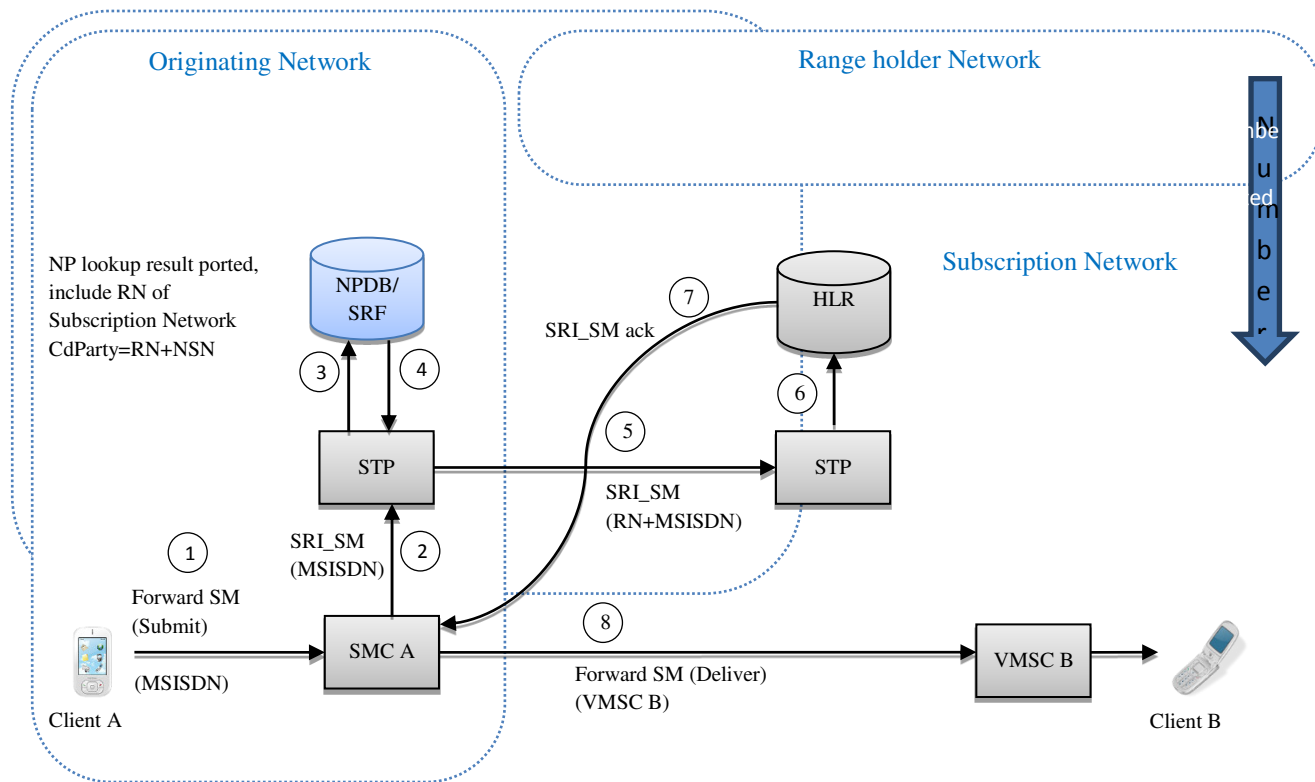 Originating Network
Range holder Network
Subscription Network
NP lookup result ported,
include RN of
Subscription Network
CdParty=RN+NSN
NPDB/
SRF
HLR
3
4
7
SRI_SM ack
6
5
STP
STP
SRI_SM
(RN+MSISDN)
SRI_SM
(MSISDN)
2
1
Forward SM
(Submit)
(MSISDN)
SMC A
8
Forward SM (Deliver)
(VMSC B)
VMSC B
Client A
Client B
N
u
m
b
e
r